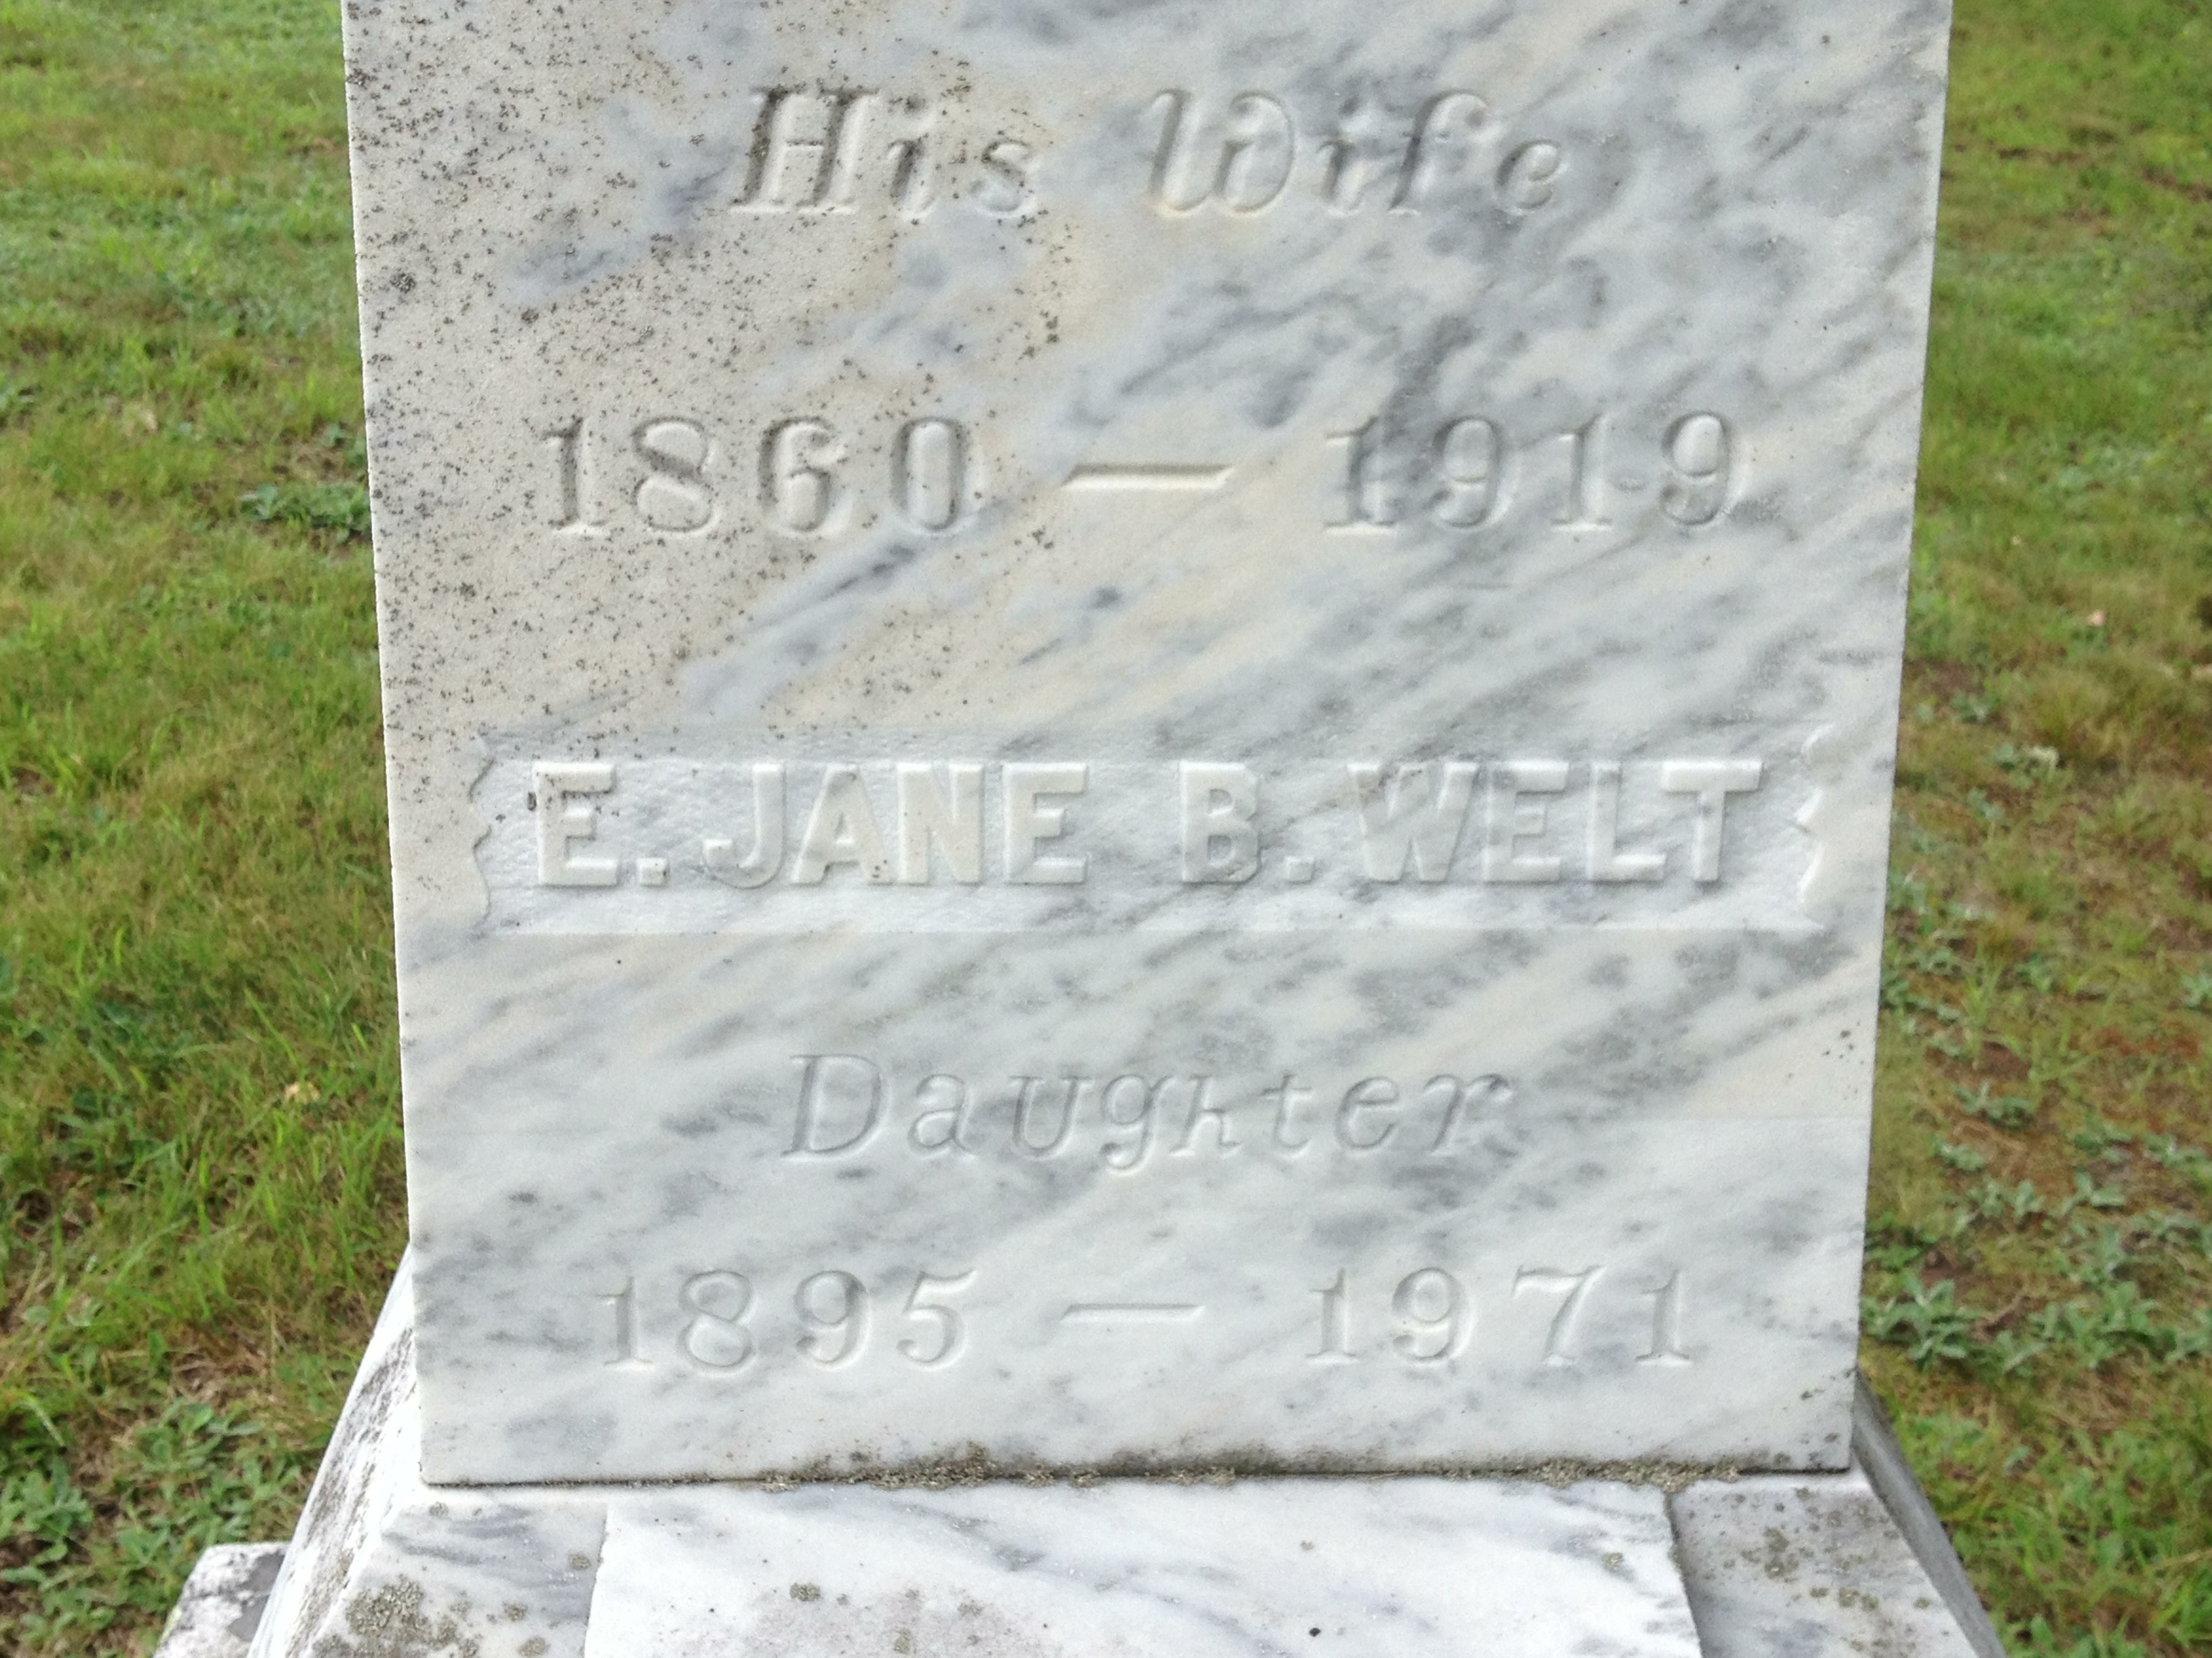 His Wife
1860 — 1919
E. JANE B. WELT
Daughter
1895 — 1971